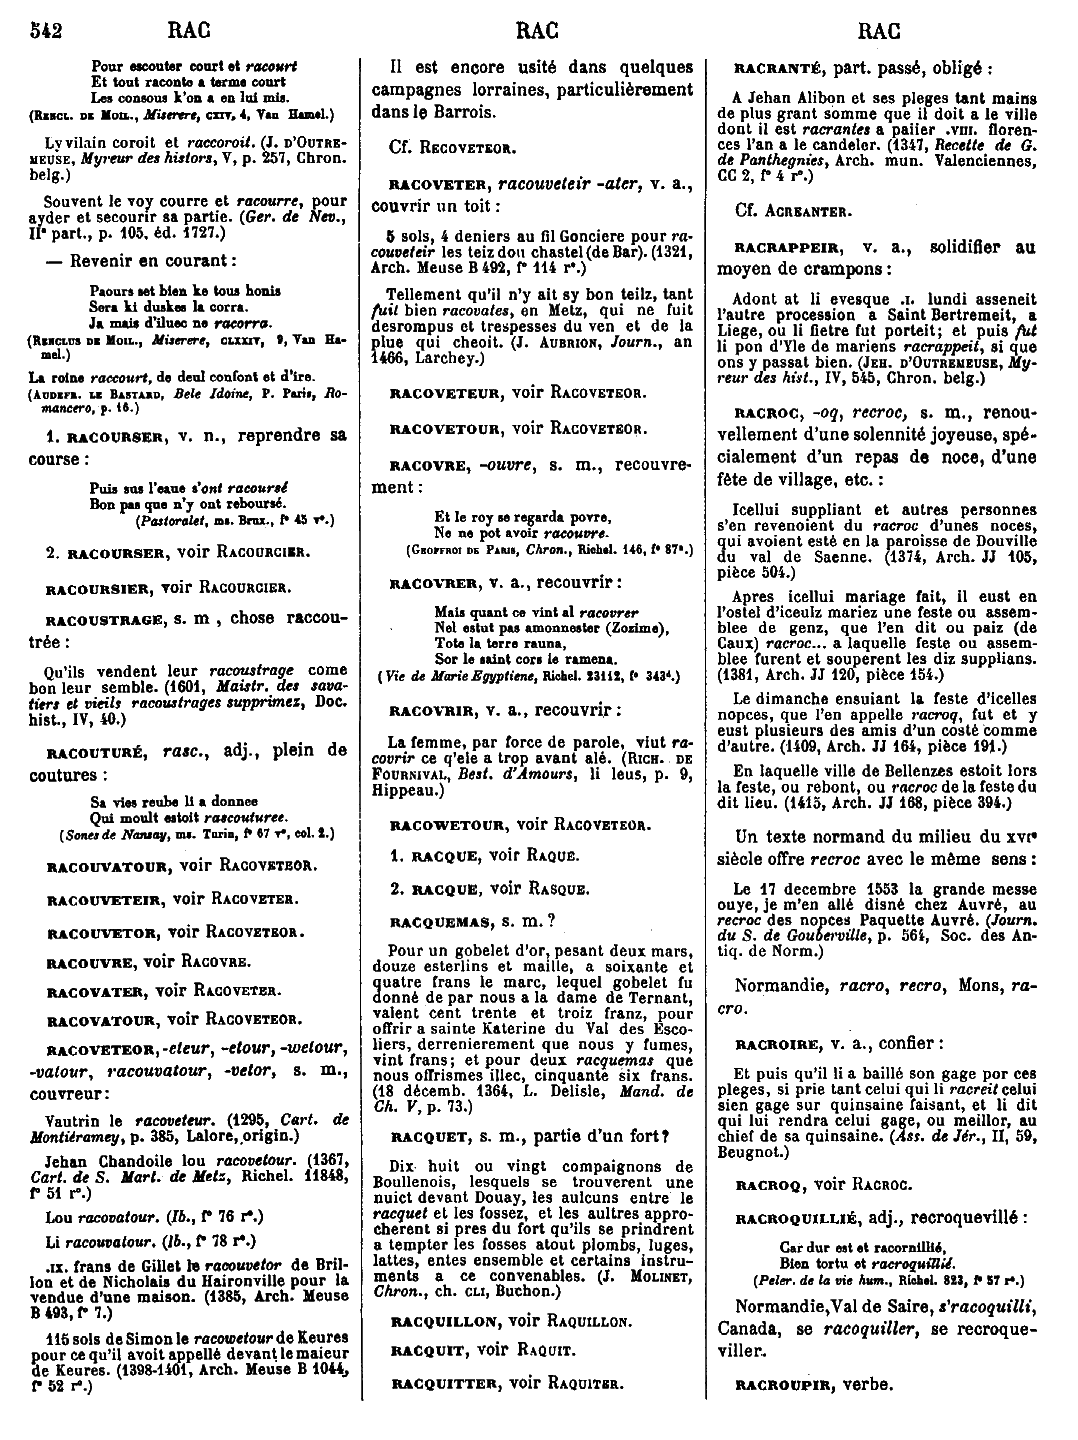 542 RAC RAC RAC
Pour escouter court et racourt
Et tout raconte a terme court
Les consous k'on a en lui mis.
(RENCL. DE MOIL., Miserere, CXIV, 4, Van Hamel.)
Ly vilain coroit et raccoroit. (J. D'OUTRE-
MEUSE, Myreur des histors, V, p. 257, Chron.
belg.)
Souvent le voy courre et racourre, pour
ayder et secourir sa partie. (Ger. de Nev.,
IIe part., p. 105, éd. 1727.)
— Revenir en courant :
Paours set bien ke tous honis
Sera ki duskes la corra.
Ja mais d'iluec ne racorra.
(RENCLUS DE MOIL., Miserere, CLXXIV, 9, Van Ha-
mel.)
La roine raccourt, de deul confont et d'ire.
(AUDEFR. LE BASTARD, Bele Idoine, P. Paris, Ro-
mancero, p. 16.)
1. RACOURSER, v. n., reprendre sa
course :
Puis sus l'eaue s'ont racoursé
Bon pas que n'y ont reboursé.
(Pastoralet, ms. Brux., f° 45 v°.)
2. RACOURSER, voir RACOURCIER.
RACOURSIER, voir RACOURCIER.
RACOUSTRAGE, s. m , chose raccou-
trée :
Qu'ils vendent leur racoustrage come
bon leur semble. (1601, Maistr. des sava-
tiers et vieils racoustrages supprimez, Doc.
hist., IV, 40.)
RACOUTURÉ, rasc., adj., plein de
coutures :
Sa vies reube li a donnee
Qui moult estoit rascouturee.
(Sones de Nansay, ms. Turin, f° 67 r°, col. 2.)
RACOUVATOUR, voir RACOVETEOR.
RACOUVETEIR, voir RACOVETER.
RACOUVETOR, voir RACOVETEOR.
RACOUVRE, voir RACOVRE.
RACOVATER, voir RACOVETER.
RACOVATOUR, voir RACOVETEOR.
RACOVETEOR, -eteur, -etour, -wetour,
-vatour, racouvatour, -vetor, s. m.,
couvreur :
Vautrin le racoveteur. (1295, Cart. de
Montiéramey, p. 385, Lalore, origin.)
Jehan Chandoile lou racovetour. (1367,
Cart. de S. Mart. de Metz, Richel. 11848,
f° 51 r°.)
Lou racovatour. (Ib., f° 76 r°.)
Li racouvatour. (Ib., f° 78 r°.)
.IX. frans de Gillet le racouvetor de Bril-
lon et de Nicholais du Haironville pour la
vendue d'une maison. (1385, Arch. Meuse
B 493, f° 7.)
115 sols de Simon le racowetour de Keures
pour ce qu'il avoit appellé devant le maieur
de Keures. (1398-1401, Arch. Meuse B 1044,
f° 52 r°.)
Il est encore usité dans quelques
campagnes lorraines, particulièrement
dans le Barrois.
Cf. RECOVETEOR.
RACOVETER, racouveteir -ater, v. a.,
couvrir un toit :
5 sols, 4 deniers au fil Gonciere pour ra-
couveteir les teiz dou chastel (de Bar). (1321,
Arch. Meuse B 492, f° 114 r°.)
Tellement qu'il n'y ait sy bon teilz, tant
fuit bien racovates, en Metz, qui ne fuit
desrompus et trespesses du ven et de la
plue qui cheoit. (J. AUBRION, Journ., an
1466, Larchey.)
RACOVETEUR, voir RACOVETEOR.
RACOVETOUR, voir RACOVETEOR.
RACOVRE, -ouvre, s. m., recouvre-
ment :
Et le roy se regarda povre,
Ne ne pot avoir racouvre.
(GEOFFROI DE PARIS, Chron., Richel. 146, f° 87a.)
RACOVRER, v. a., recouvrir :
Mais quant ce vint al racovrer
Nel estut pas amonnester (Zozime),
Tote la terre rauna,
Sor le saint cors le ramena.
(Vie de Marie Egyptiene, Richel. 23112, f° 343d.)
RACOVRIR, v. a., recouvrir :
La femme, par force de parole, viut ra-
covrir ce q'ele a trop avant alé. (RICH. DE
FOURNIVAL, Best. d'Amours, li leus, p. 9,
Hippeau.)
RACOWETOUR, voir RACOVETEOR.
1. RACQUE, voir RAQUE.
2. RACQUE, voir RASQUE.
RACQUEMAS, s. m. ?
Pour un gobelet d'or, pesant deux mars,
douze esterlins et maille, a soixante et
quatre frans le marc, lequel gobelet fu
donné de par nous a la dame de Ternant,
valent cent trente et troiz franz, pour
offrir a sainte Katerine du Val des Esco-
liers, derrenierement que nous y fumes,
vint frans; et pour deux racquemas que
nous offrismes illec, cinquante six frans.
(18 décemb. 1364, L. Delisle, Mand. de
Ch. V, p. 73.)
RACQUET, s. m., partie d'un fort?
Dix huit ou vingt compaignons de
Boullenois, lesquels se trouverent une
nuict devant Douay, les aulcuns entre le
racquet et les fossez, et les aultres appro-
cherent si pres du fort qu'ils se prindrent
a tempter les fosses atout plombs, luges,
lattes, entes ensemble et certains instru-
ments a ce convenables. (J. MOLINET,
Chron., ch. CLI, Buchon.)
RACQUILLON, voir RAQUILLON.
RACQUIT, voir RAQUIT.
RACQUITTER, voir RAQUITER.
RACRANTÉ, part. passé, obligé :
A Jehan Alibon et ses pleges tant mains
de plus grant somme que il doit a le ville
dont il est racrantes a paiier .VIII. floren-
ces l'an a le candeler. (1347, Recette de G.
de Panthegnies, Arch. mun. Valenciennes,
CC 2, f° 4 r°.)
Cf. ACREANTER.
RACRAPPEIR, v. a., solidifier au
moyen de crampons :
Adont at li evesque .I. lundi asseneit
l'autre procession a Saint Bertremeit, a
Liege, ou li fietre fut porteit; et puis fut
li pon d'Yle de mariens racrappeit, si que
ons y passat bien. (JEH. D'OUTREMEUSE, My-
reur des hist., IV, 545, Chron. belg.)
RACROC, -oq, recroc, s. m., renou-
vellement d'une solennité joyeuse, spé-
cialement d'un repas de noce, d'une
fête de village, etc. :
Icellui suppliant et autres personnes
s'en revenoient du racroc d'unes noces,
qui avoient esté en la paroisse de Douville
du val de Saenne. (1374, Arch. JJ 105,
pièce 504.)
Apres icellui mariage fait, il eust en
l'ostel d'iceulz mariez une feste ou assem-
blee de genz, que l'en dit ou paiz (de
Caux) racroc... a laquelle feste ou assem-
blee furent et souperent les diz supplians.
(1381, Arch. JJ 120, pièce 154.)
Le dimanche ensuiant la feste d'icelles
nopces, que l'en appelle racroq, fut et y
eust plusieurs des amis d'un costé comme
d'autre. (1409, Arch. JJ 164, pièce 191.)
En laquelle ville de Bellenzes estoit lors
la feste, ou rebont, ou racroc de la feste du
dit lieu. (1415, Arch. JJ 168, pièce 394.)
Un texte normand du milieu du XVIe
siècle offre recroc avec le même sens :
Le 17 decembre 1553 la grande messe
ouye, je m'en allé disné chez Auvré, au
recroc des nopces Paquette Auvré. (Journ.
du S. de Gouberville, p. 564, Soc. des An-
tiq. de Norm.)
Normandie, racro, recro, Mons, ra-
cro.
RACROIRE, v. a., confier :
Et puis qu'il li a baillé son gage por ces
pleges, si prie tant celui qui li racreit celui
sien gage sur quinsaine faisant, et li dit
qui lui rendra celui gage, ou meillor, au
chief de sa quinsaine. (Ass. de Jér., II, 59,
Beugnot.)
RACROQ, voir RACROC.
RACROQUILLIÉ, adj., recroquevillé :
Car dur est et racornillié,
Bien tortu et racroquillié.
(Peler. de la vie hum., Richel. 823, f° 57 r°.)
Normandie, Val de Saire, s'racoquilli,
Canada, se racoquiller, se recroque-
viller.
RACROUPIR, verbe.